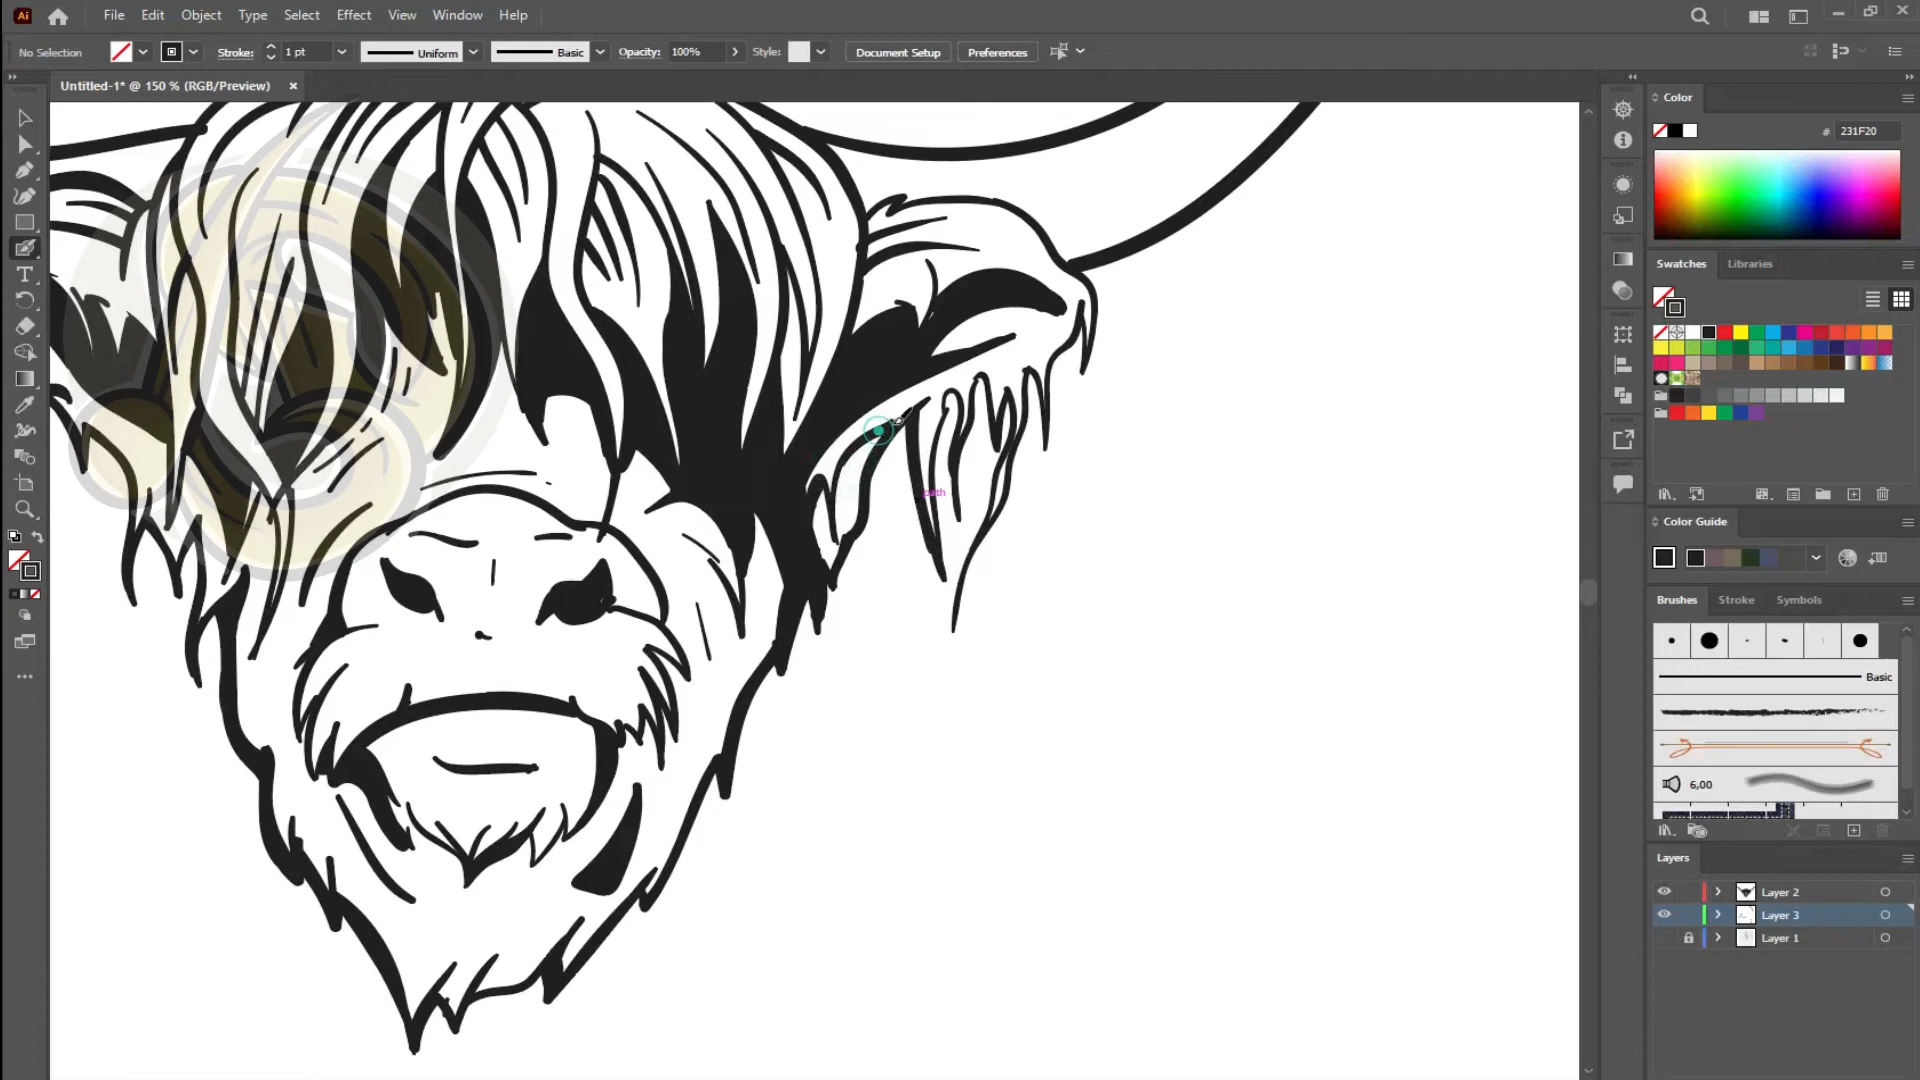 Ai File Edit Object Type Select Effect View Window Help
No Selection Stroke: 1 pt Uniform Basic Opacity: 100% Style: Document Setup Preferences
Untitled-1* @ 150 % (RGB/Preview)
Color
# 231F20
Swatches Libraries
path
Color Guide
Brushes Stroke Symbols
Basic
6,00
Layers
Layer 2
Layer 3
Layer 1